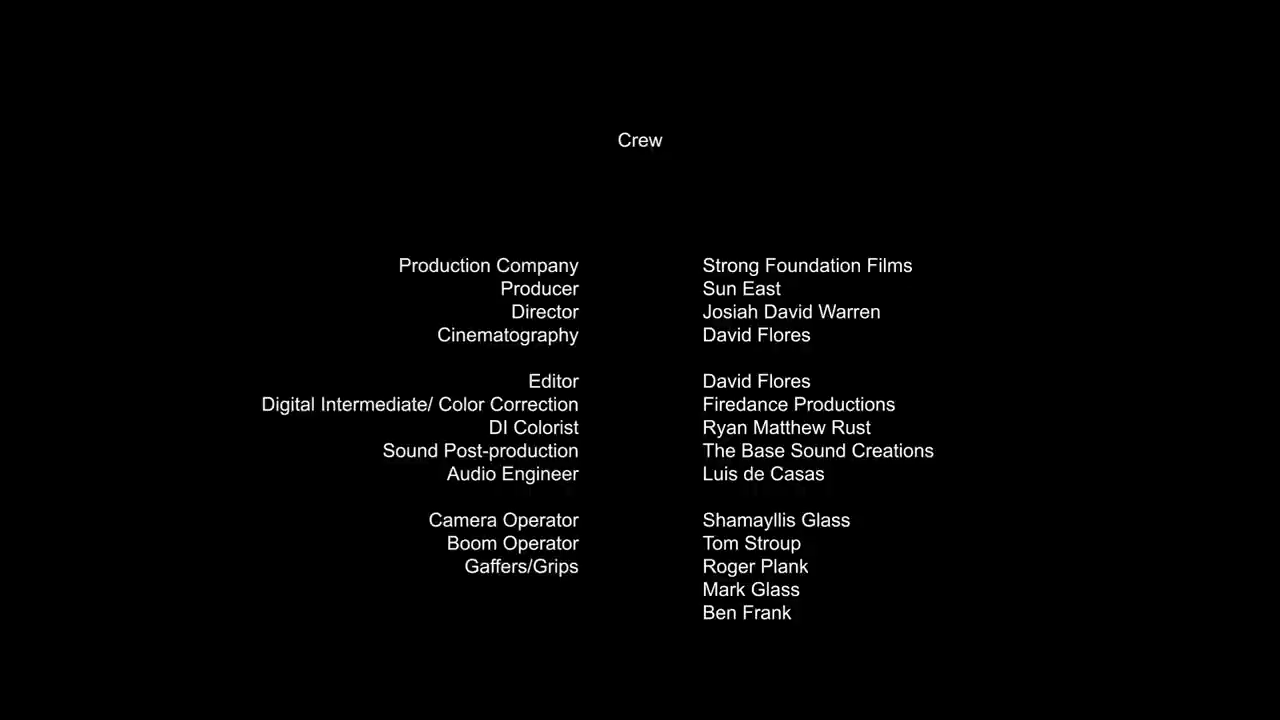 Crew
Production Company Strong Foundation Films
Producer Sun East
Director Josiah David Warren
Cinematography David Flores
Editor David Flores
Digital Intermediate/ Color Correction Firedance Productions
DI Colorist Ryan Matthew Rust
Sound Post-production The Base Sound Creations
Audio Engineer Luis de Casas
Camera Operator Shamayllis Glass
Boom Operator Tom Stroup
Gaffers/Grips Roger Plank
Mark Glass
Ben Frank